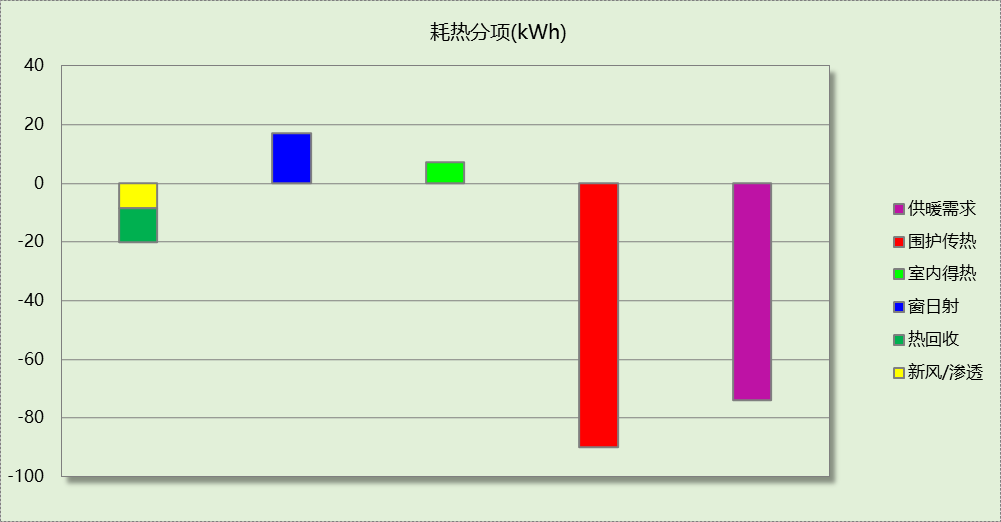 耗热分项(kWh)
40
20
0
-20
-40
-60
-80
-100
供暖需求
围护传热
室内得热
窗日射
热回收
新风/渗透